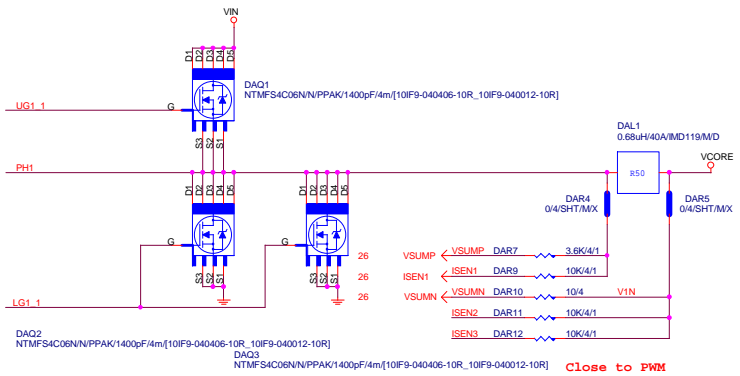 VIN
D1 D2 D3 D4 D5
DAQ1
NTMFS4C06N/N/PPAK/1400pF/4m/[10IF9-040406-10R_10IF9-040012-10R]
UG1_1
G
S3 S2 S1
DAL1
0.68uH/40A/IMD119/M/D
VCORE
PH1
R50
D1 D2 D3 D4 D5
D1 D2 D3 D4 D5
DAR4
0/4/SHT/M/X
DAR5
0/4/SHT/M/X
G
G
26 VSUMP VSUMP DAR7 3.6K/4/1
S3 S2 S1
S3 S2 S1
26 ISEN1 ISEN1 DAR9 10K/4/1
26 VSUMN VSUMN DAR10 10/4 V1N
LG1_1
ISEN2 DAR11 10K/4/1
ISEN3 DAR12 10K/4/1
DAQ2
NTMFS4C06N/N/PPAK/1400pF/4m/[10IF9-040406-10R_10IF9-040012-10R]
DAQ3
NTMFS4C06N/N/PPAK/1400pF/4m/[10IF9-040406-10R_10IF9-040012-10R]
Close to PWM